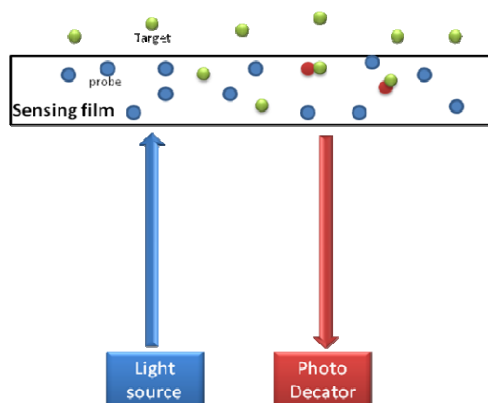 Target
probe
Sensing film
Light
source
Photo
Decator